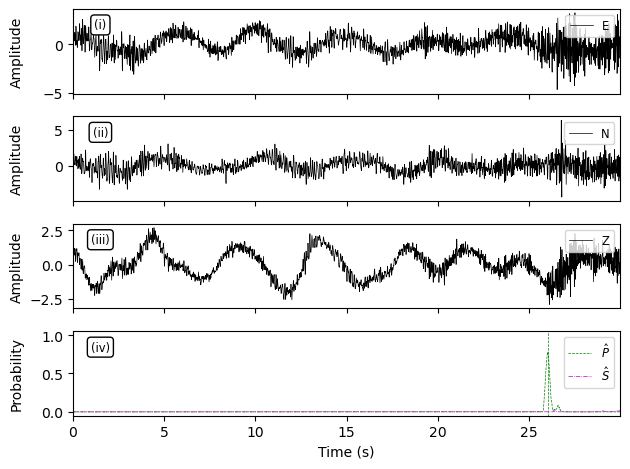 (i)
E
Amplitude
0
−5
(ii)
N
Amplitude
5
0
(iii)
Z
Amplitude
2.5
0.0
−2.5
(iv)
P̂
Ŝ
Probability
1.0
0.5
0.0
0 5 10 15 20 25
Time (s)